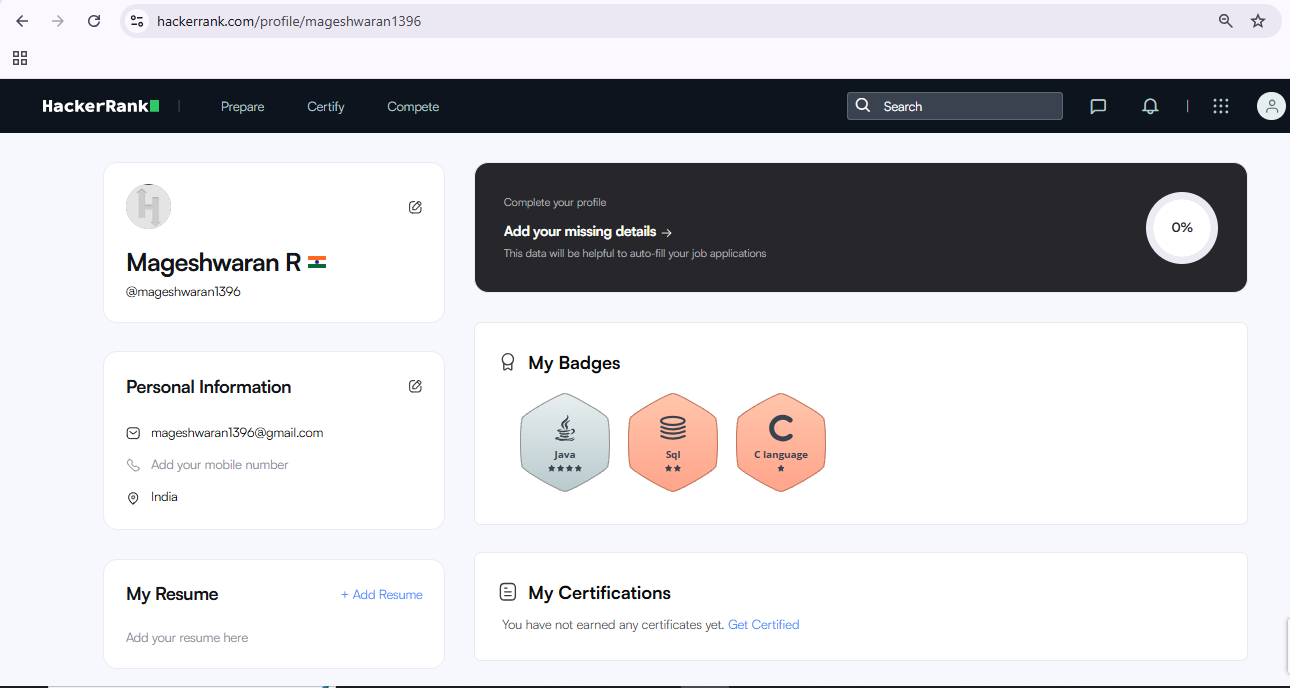 hackerrank.com/profile/mageshwaran1396
HackerRank
Prepare
Certify
Compete
Search
Mageshwaran R
@mageshwaran1396
Complete your profile
Add your missing details →
This data will be helpful to auto-fill your job applications
0%
Personal Information
mageshwaran1396@gmail.com
Add your mobile number
India
My Badges
Java
Sql
C
C language
My Resume
+ Add Resume
Add your resume here
My Certifications
You have not earned any certificates yet. Get Certified